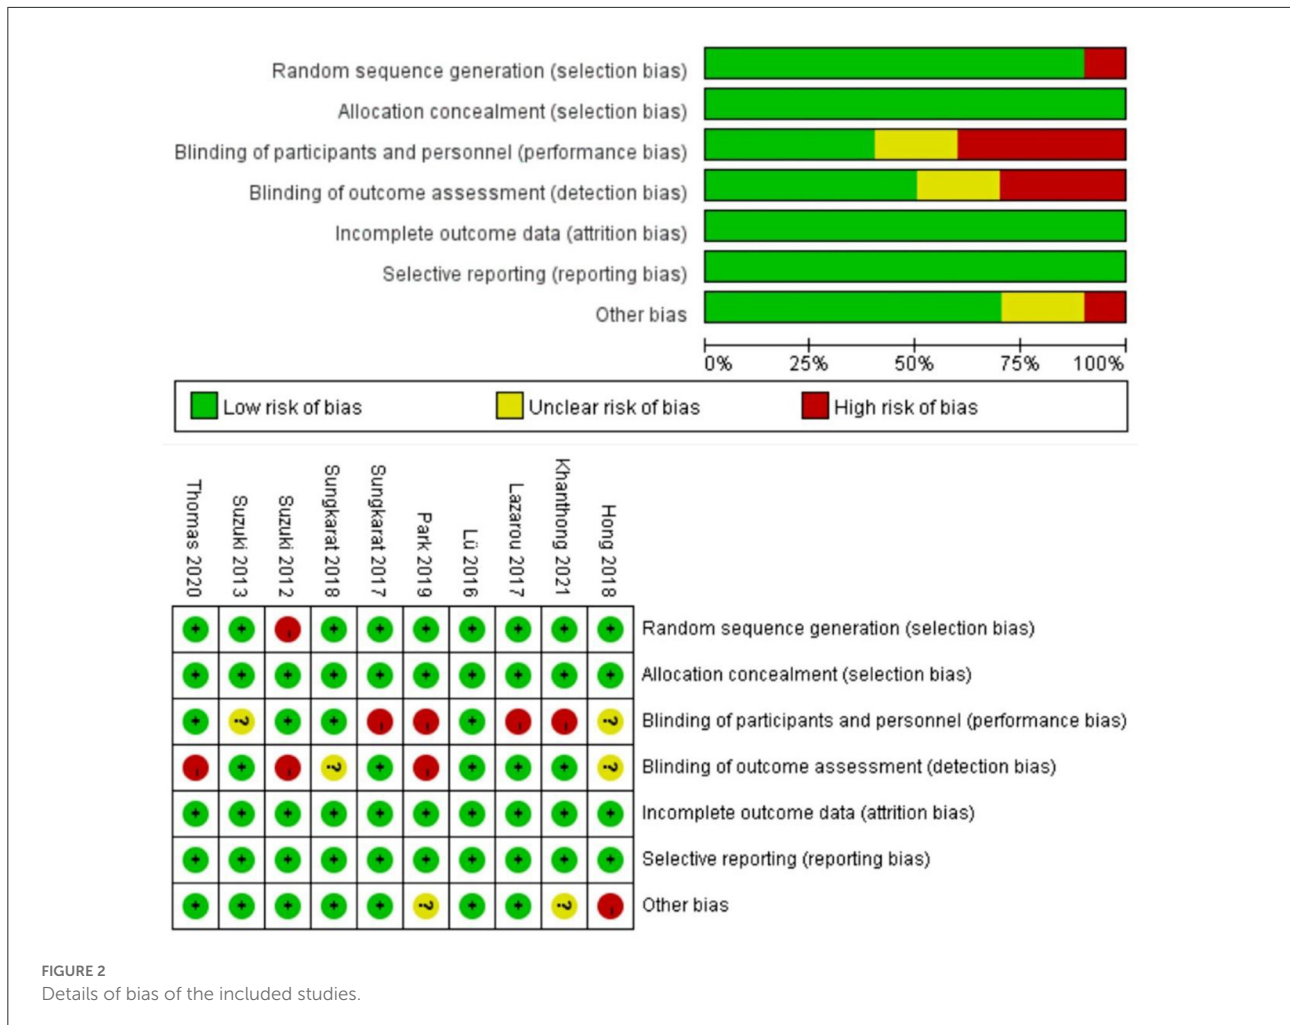 Random sequence generation (selection bias)
Allocation concealment (selection bias)
Blinding of participants and personnel (performance bias)
Blinding of outcome assessment (detection bias)
Incomplete outcome data (attrition bias)
Selective reporting (reporting bias)
Other bias
0% 25% 50% 75% 100%
Low risk of bias Unclear risk of bias High risk of bias
Thomas 2020
Suzuki 2013
Suzuki 2012
Sungkarat 2018
Sungkarat 2017
Park 2019
Lü 2016
Lazarou 2017
Khanthong 2021
Hong 2018
+ + - + + + + + + + Random sequence generation (selection bias)
+ + + + + + + + + + Allocation concealment (selection bias)
+ ? + + - - + - - ? Blinding of participants and personnel (performance bias)
- + - ? + - + + + ? Blinding of outcome assessment (detection bias)
+ + + + + + + + + + Incomplete outcome data (attrition bias)
+ + + + + + + + + + Selective reporting (reporting bias)
+ + + + + ? + + ? - Other bias
FIGURE 2
Details of bias of the included studies.